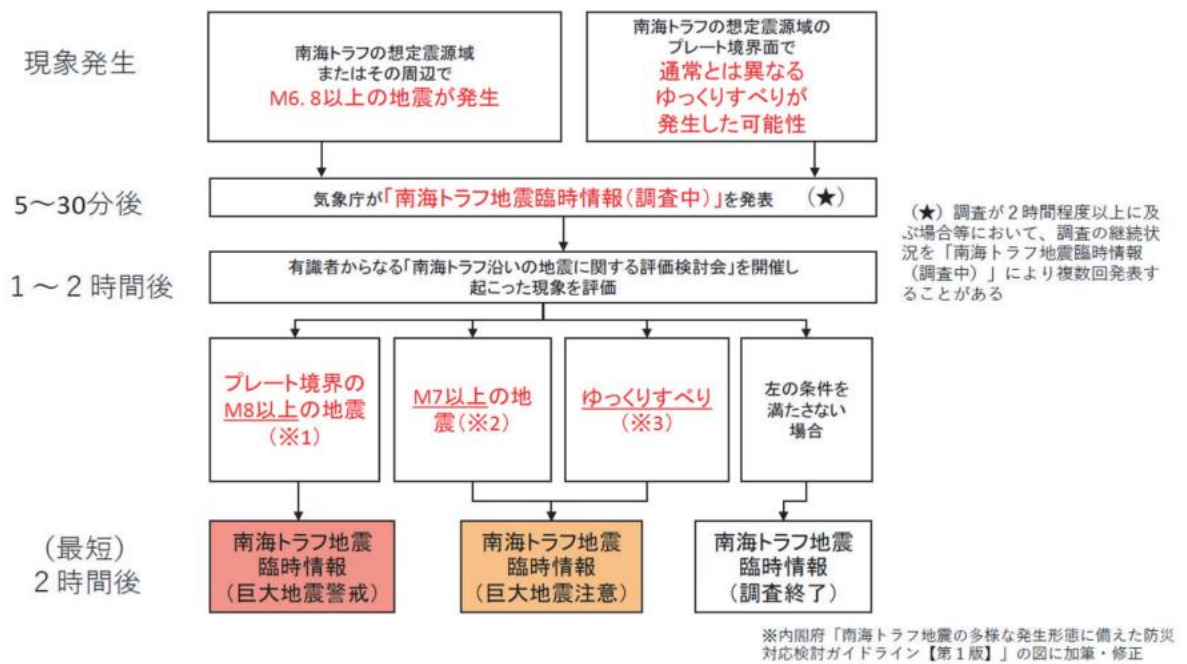 現象発生
南海トラフの想定震源域
またはその周辺で
M6.8以上の地震が発生
南海トラフの想定震源域の
プレート境界面で
通常とは異なる
ゆっくりすべりが
発生した可能性
5～30分後
気象庁が「南海トラフ地震臨時情報(調査中)」を発表 (★)
(★)調査が２時間程度以上に及
ぶ場合等において、調査の継続状
況を「南海トラフ地震臨時情報
(調査中)」により複数回発表す
ることがある
１～２時間後
有識者からなる「南海トラフ沿いの地震に関する評価検討会」を開催し
起こった現象を評価
プレート境界の
M8以上の地震
(※1)
M7以上の地
震(※2)
ゆっくりすべり
(※3)
左の条件を
満たさない
場合
(最短)
２時間後
南海トラフ地震
臨時情報
(巨大地震警戒)
南海トラフ地震
臨時情報
(巨大地震注意)
南海トラフ地震
臨時情報
(調査終了)
※内閣府「南海トラフ地震の多様な発生形態に備えた防災
対応検討ガイドライン【第１版】」の図に加筆・修正